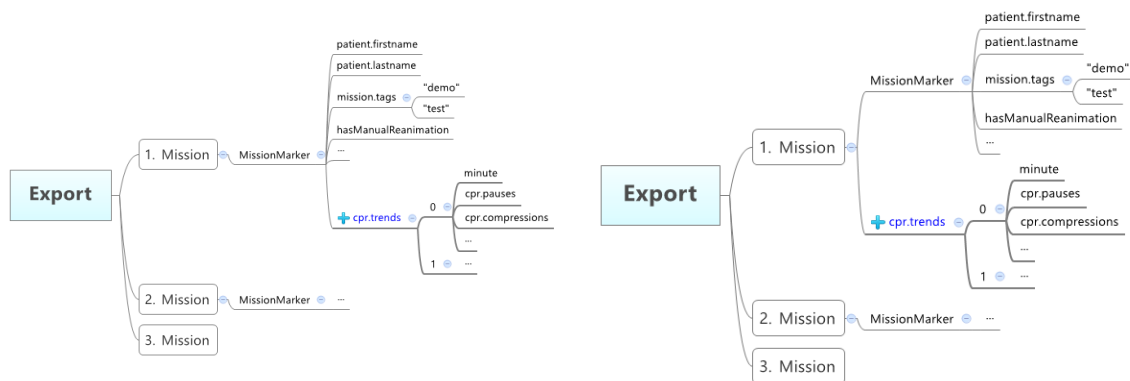 Export
1. Mission
MissionMarker
patient.firstname
patient.lastname
mission.tags
"demo"
"test"
hasManualReanimation
...
cpr.trends
0
minute
cpr.pauses
cpr.compressions
...
1
...
2. Mission
MissionMarker
...
3. Mission
Export
1. Mission
MissionMarker
patient.firstname
patient.lastname
mission.tags
"demo"
"test"
hasManualReanimation
...
cpr.trends
0
minute
cpr.pauses
cpr.compressions
...
1
...
2. Mission
MissionMarker
...
3. Mission